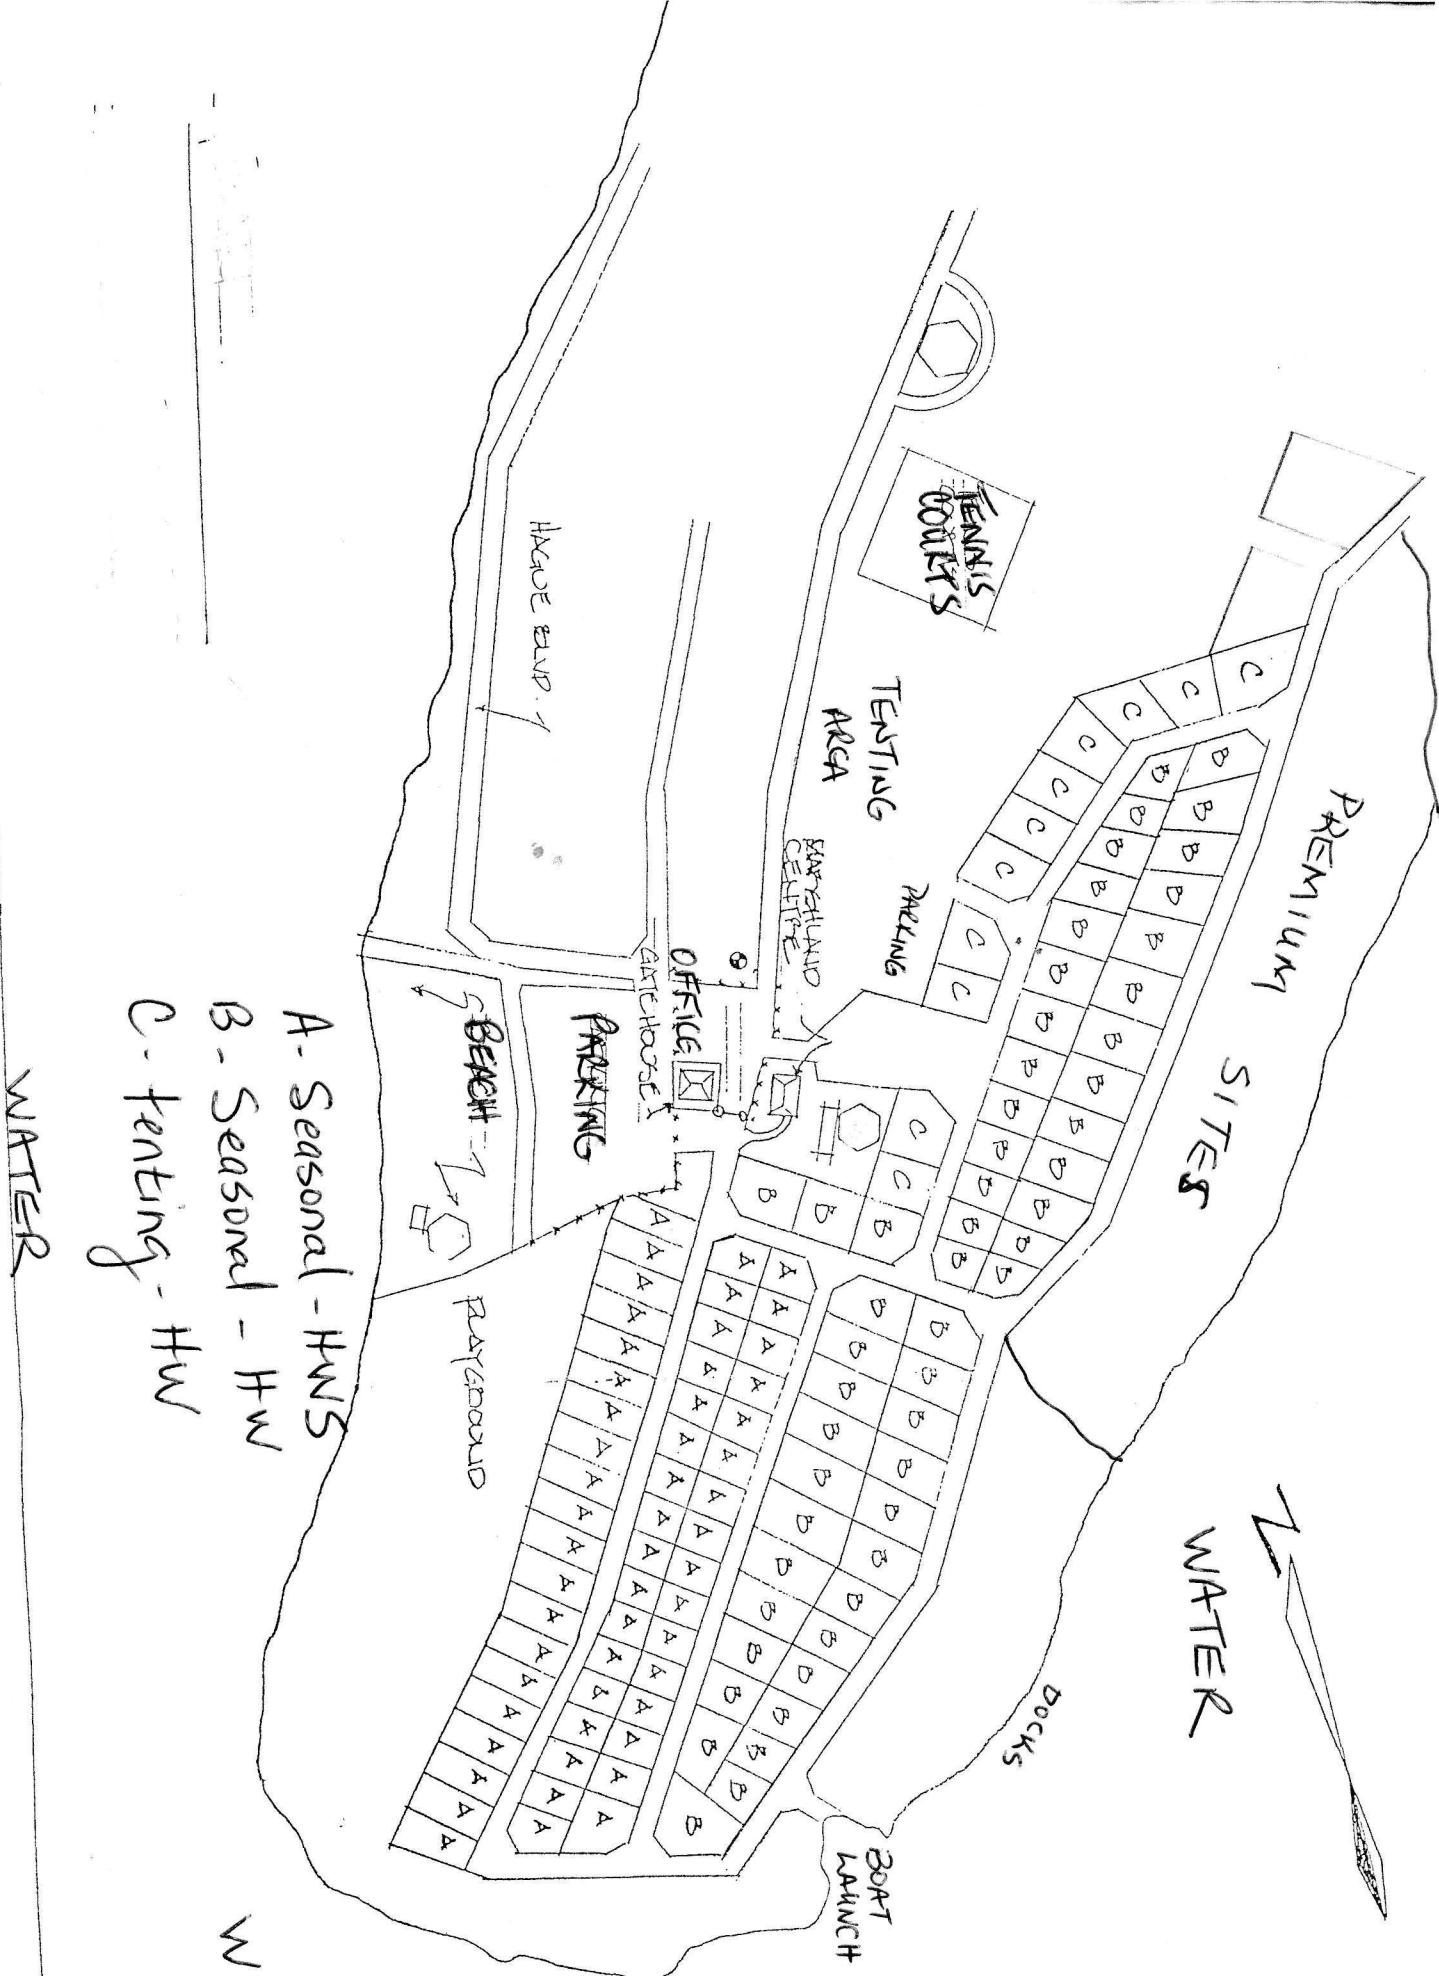 PREMIUM SITES
WATER
DOCKS
BOAT
LAUNCH
C C C C C C C
B B B B B B B B B B B B B
B B B B B B B B B B B B B
C C
TENNIS
COURTS
TENTING
AREA
PARKING
C C
B B B
B B B B B B B B B B B B
B B B B B B B B B B B B
CENTRE
OFFICE
GATEHOUSE
A A A A A A A A A A A A A A A A
A A A A A A A A A A A A A A A A A
A A A A A A A A A A A A A A A A A A A A
HAGUE BLVD.
PARKING
BEACH
PLAYGROUND
A - Seasonal - HWS
B - Seasonal - HW
C - Tenting - HW
W
WATER